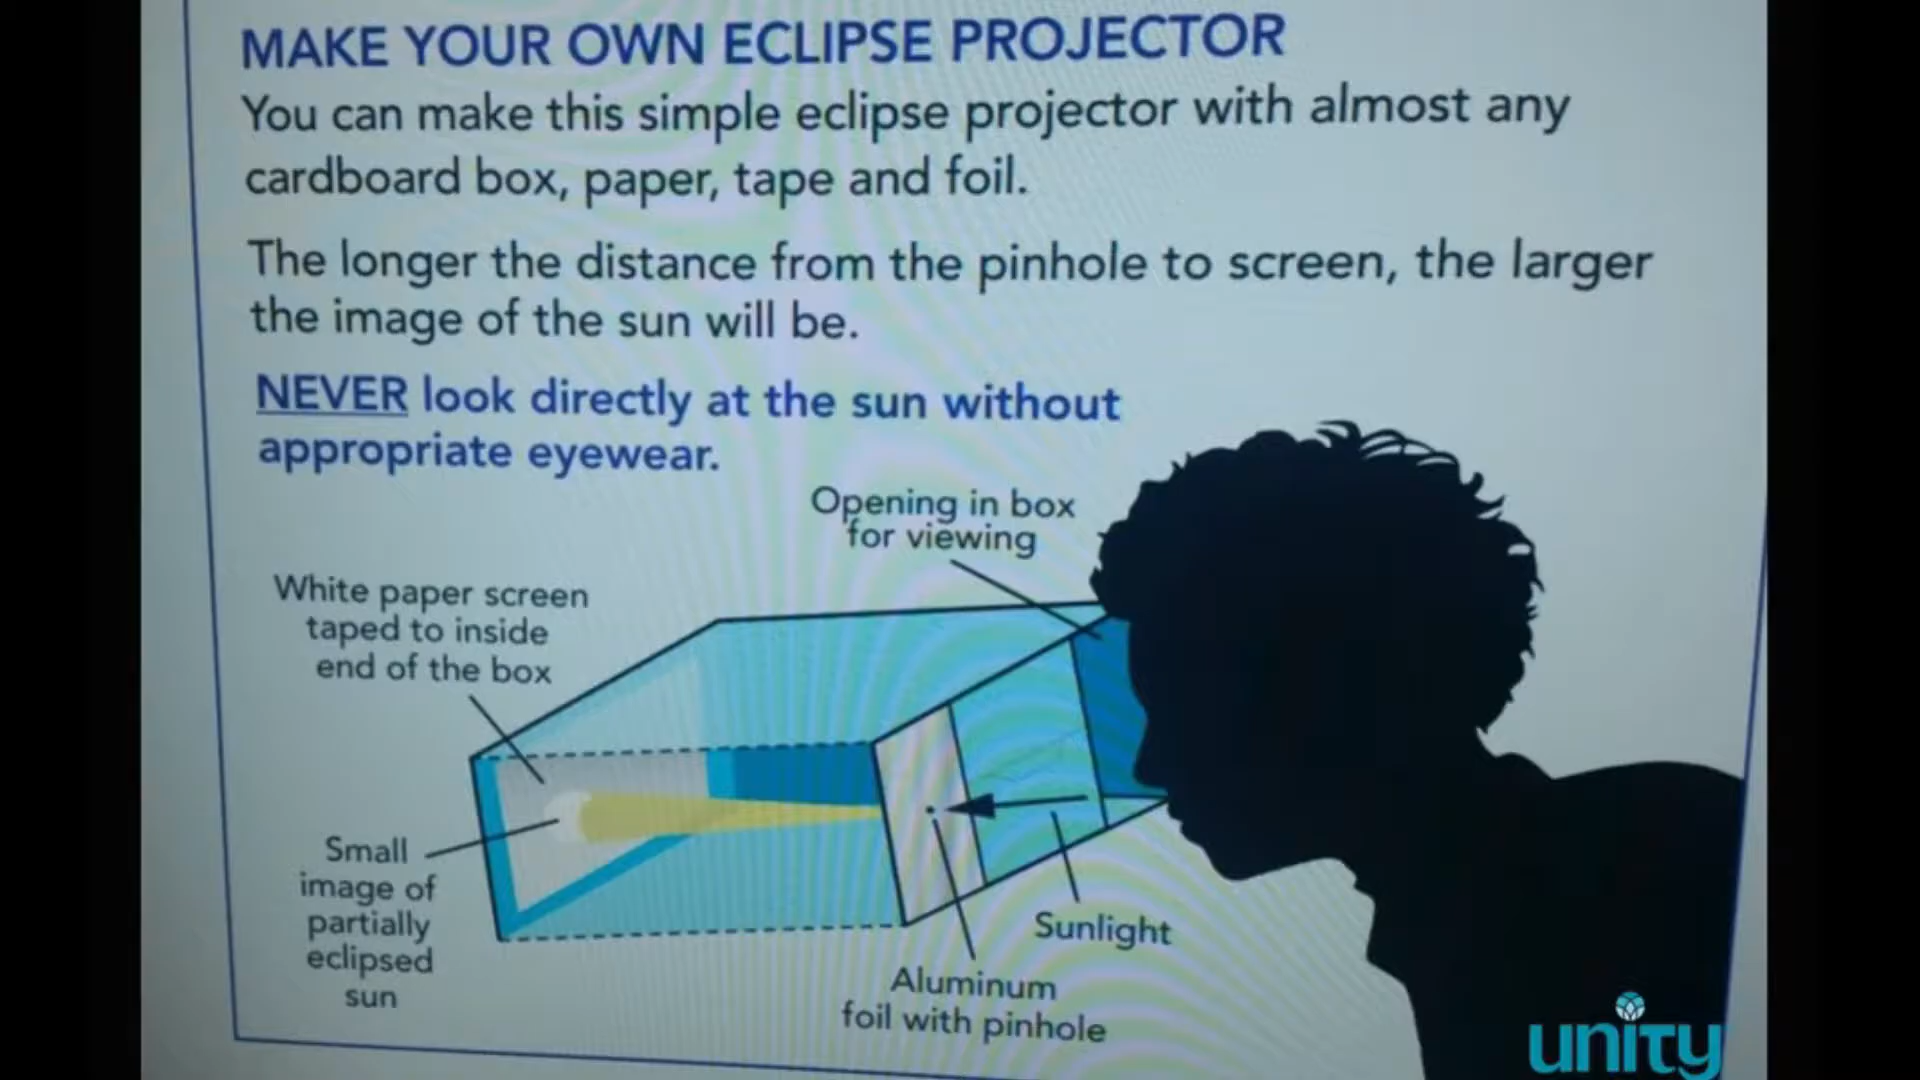 MAKE YOUR OWN ECLIPSE PROJECTOR
You can make this simple eclipse projector with almost any
cardboard box, paper, tape and foil.
The longer the distance from the pinhole to screen, the larger
the image of the sun will be.
NEVER look directly at the sun without
appropriate eyewear.
Opening in box
for viewing
White paper screen
taped to inside
end of the box
Small
image of
partially
eclipsed
sun
Sunlight
Aluminum
foil with pinhole
unity